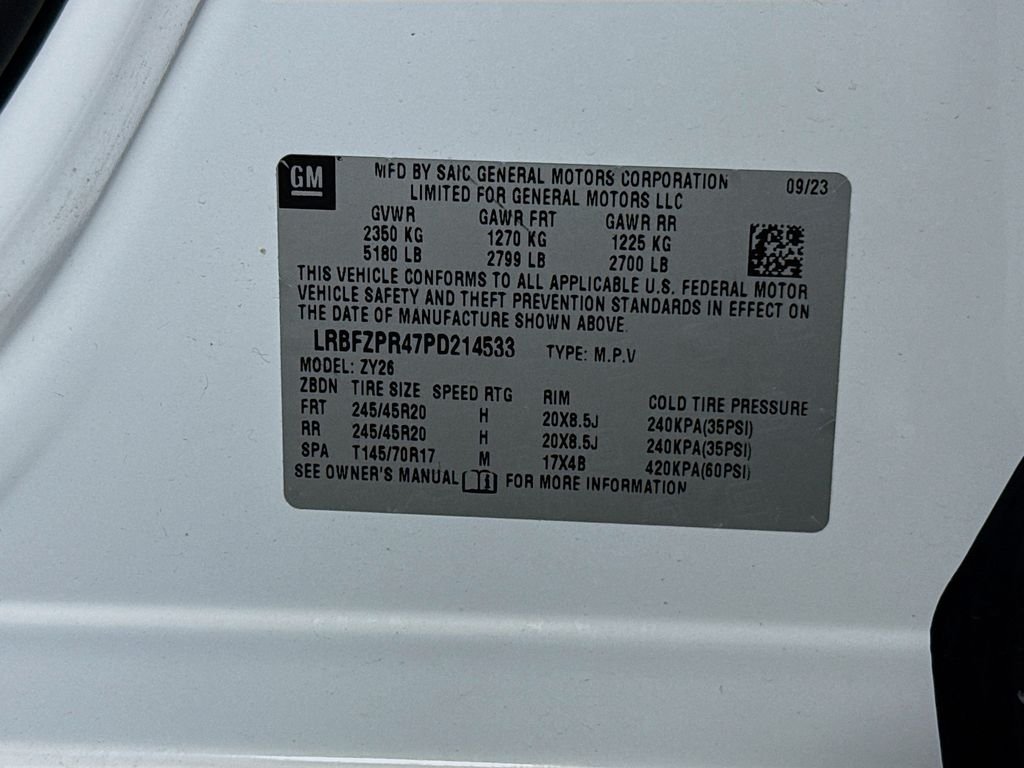 GM
MFD BY SAIC GENERAL MOTORS CORPORATION 09/23
LIMITED FOR GENERAL MOTORS LLC
GVWR GAWR FRT GAWR RR
2350 KG 1270 KG 1225 KG
5180 LB 2799 LB 2700 LB
THIS VEHICLE CONFORMS TO ALL APPLICABLE U.S. FEDERAL MOTOR
VEHICLE SAFETY AND THEFT PREVENTION STANDARDS IN EFFECT ON
THE DATE OF MANUFACTURE SHOWN ABOVE.
LRBFZPR47PD214533 TYPE: M.P.V
MODEL: ZY26
ZBDN TIRE SIZE SPEED RTG RIM COLD TIRE PRESSURE
FRT 245/45R20 H 20X8.5J 240KPA(35PSI)
RR 245/45R20 H 20X8.5J 240KPA(35PSI)
SPA T145/70R17 M 17X4B 420KPA(60PSI)
SEE OWNER'S MANUAL FOR MORE INFORMATION